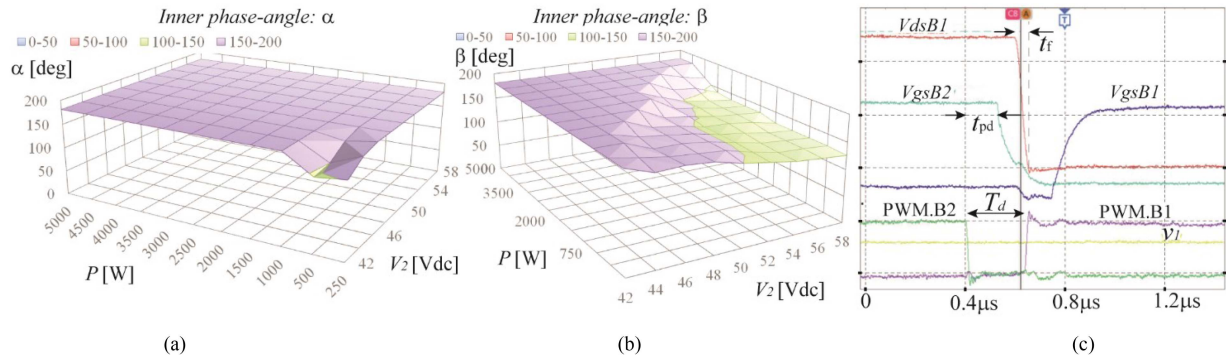 Inner phase-angle: α
0-50 50-100 100-150 150-200
α [deg]
200
150
100
50
0
5000
4500
4000
3500
3000
2500
2000
1500
1000
500
250
P [W]
58
54
50
46
42
V2 [Vdc]
(a)
Inner phase-angle: β
0-50 50-100 100-150 150-200
β [deg]
200
150
100
50
0
5000
3500
2000
750
P [W]
42 44 46 48 50 52 54 56 58
V2 [Vdc]
(b)
C8 A T
VdsB1
tf
VgsB2 VgsB1
tpd
PWM.B2 Td PWM.B1
v1
0 0.4µs 0.8µs 1.2µs
(c)